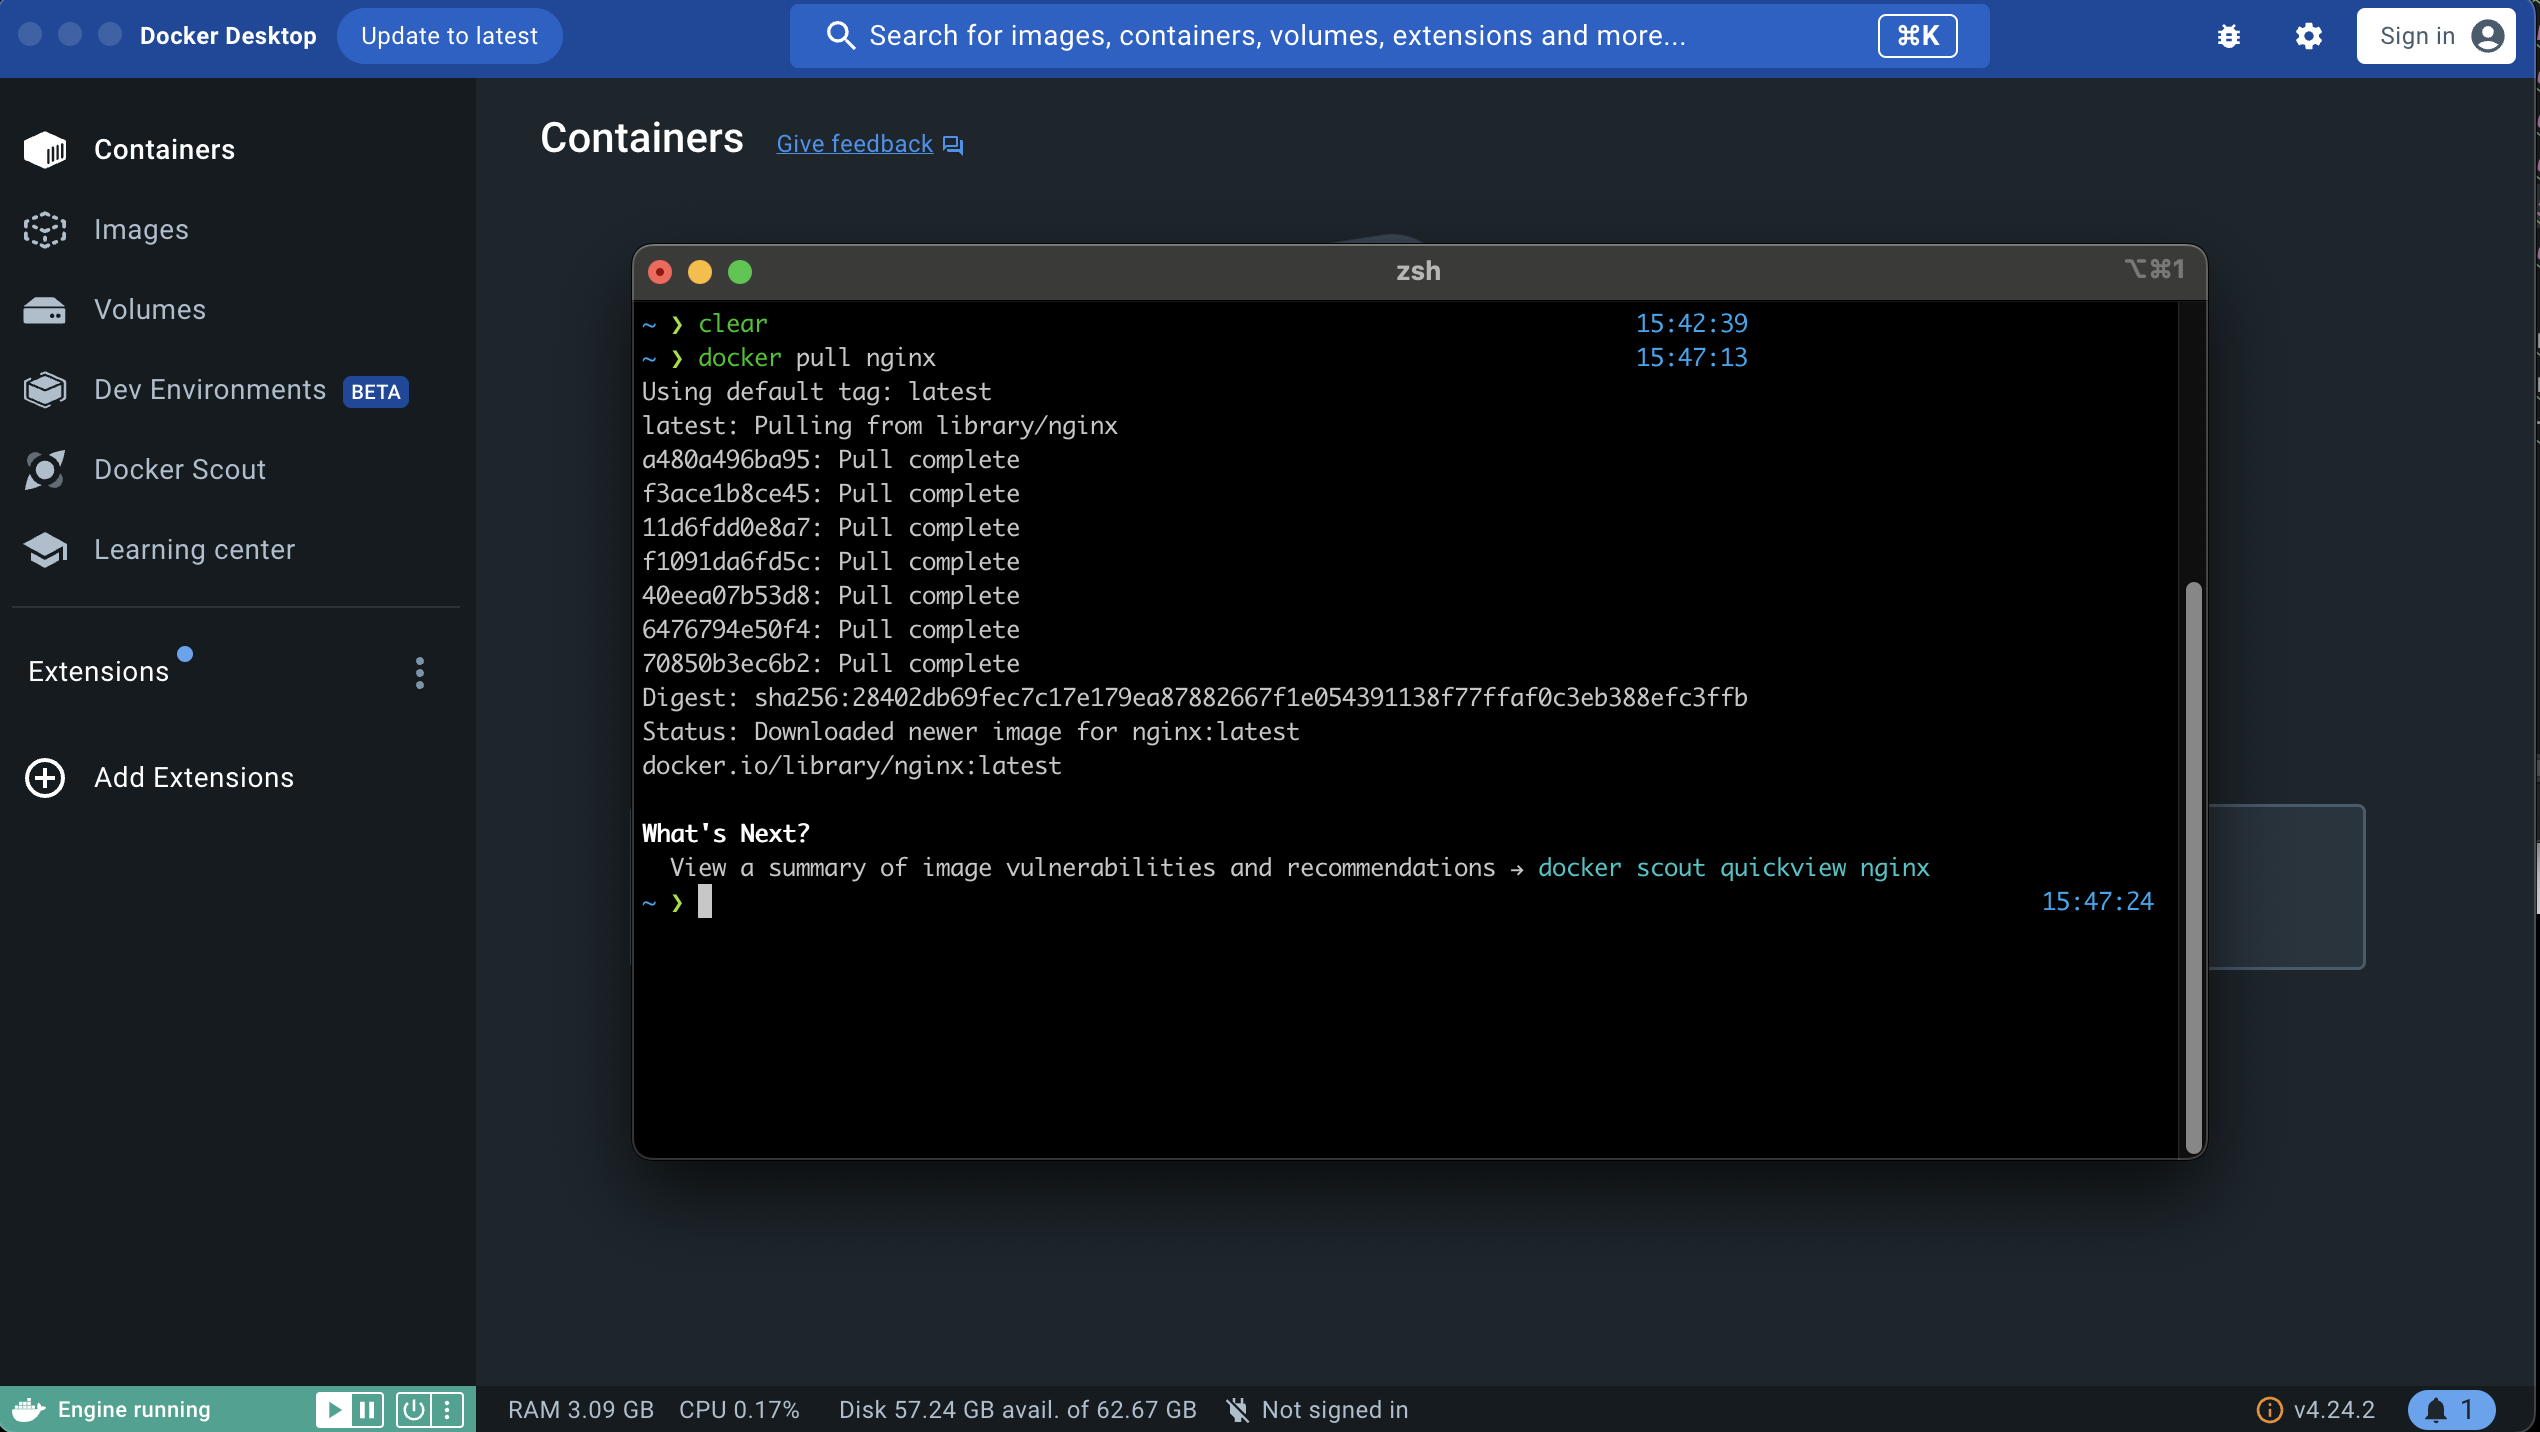 Docker Desktop
Update to latest
Search for images, containers, volumes, extensions and more...
⌘K
Sign in
Containers
Images
Volumes
Dev Environments BETA
Docker Scout
Learning center
Extensions
Add Extensions
Containers Give feedback
zsh ⌥⌘1
~ ❯ clear 15:42:39
~ ❯ docker pull nginx 15:47:13
Using default tag: latest
latest: Pulling from library/nginx
a480a496ba95: Pull complete
f3ace1b8ce45: Pull complete
11d6fdd0e8a7: Pull complete
f1091da6fd5c: Pull complete
40eea07b53d8: Pull complete
6476794e50f4: Pull complete
70850b3ec6b2: Pull complete
Digest: sha256:28402db69fec7c17e179ea87882667f1e054391138f77ffaf0c3eb388efc3ffb
Status: Downloaded newer image for nginx:latest
docker.io/library/nginx:latest
What's Next?
View a summary of image vulnerabilities and recommendations → docker scout quickview nginx
~ ❯ 15:47:24
Engine running
RAM 3.09 GB CPU 0.17% Disk 57.24 GB avail. of 62.67 GB Not signed in
v4.24.2
1